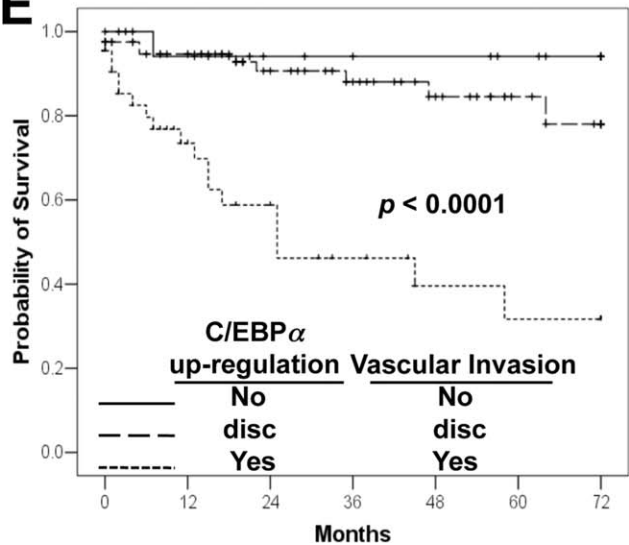 E
1.0
0.8
0.6
0.4
0.2
0.0
Probability of Survival
p < 0.0001
C/EBPα
up-regulation Vascular Invasion
No No
disc disc
Yes Yes
0 12 24 36 48 60 72
Months